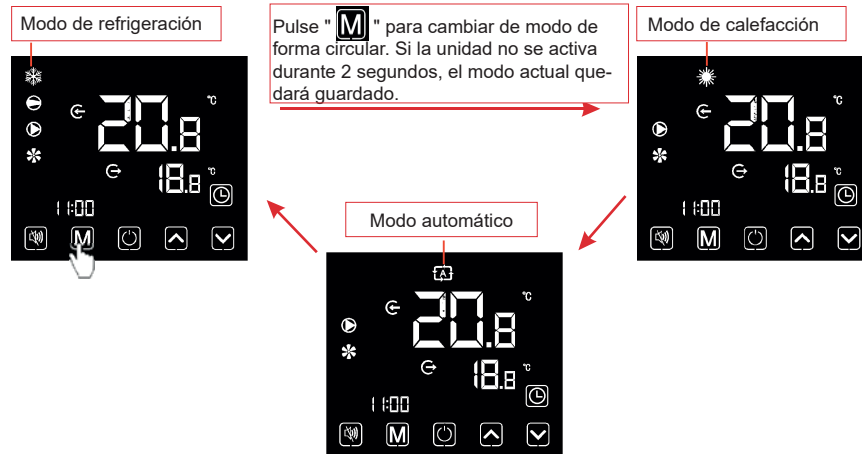 Modo de refrigeración
Pulse " M " para cambiar de modo de
forma circular. Si la unidad no se activa
durante 2 segundos, el modo actual que-
dará guardado.
Modo de calefacción
20.8 °C
18.8 °C
11:00
M
20.8 °C
18.8 °C
11:00
M
Modo automático
A
20.8 °C
18.8 °C
11:00
M